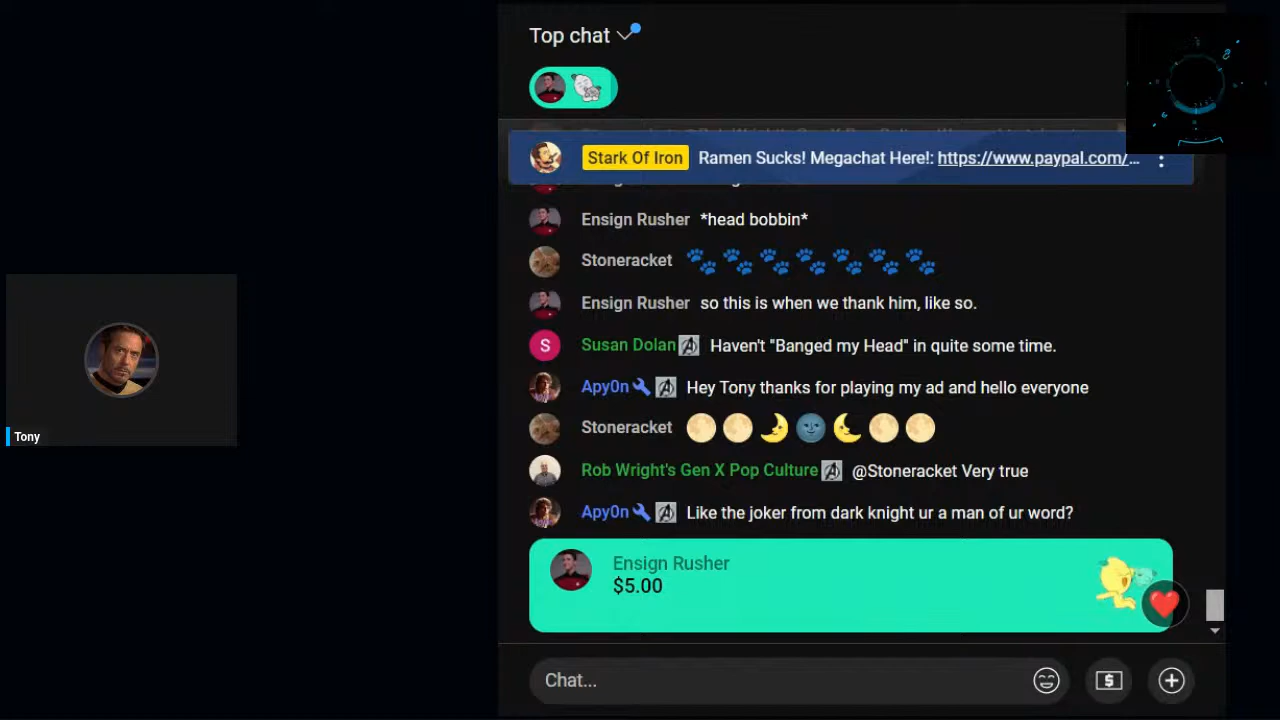 Top chat
Stark Of Iron Ramen Sucks! Megachat Here!: https://www.paypal.com/...
Ensign Rusher *head bobbin*
Stoneracket 🐾🐾🐾🐾🐾🐾🐾
Ensign Rusher so this is when we thank him, like so.
S Susan Dolan Haven't "Banged my Head" in quite some time.
Apy0n Hey Tony thanks for playing my ad and hello everyone
Stoneracket 🌕🌕🌛🌚🌜🌕🌕
Rob Wright's Gen X Pop Culture @Stoneracket Very true
Apy0n Like the joker from dark knight ur a man of ur word?
Ensign Rusher
$5.00
Chat...
Tony